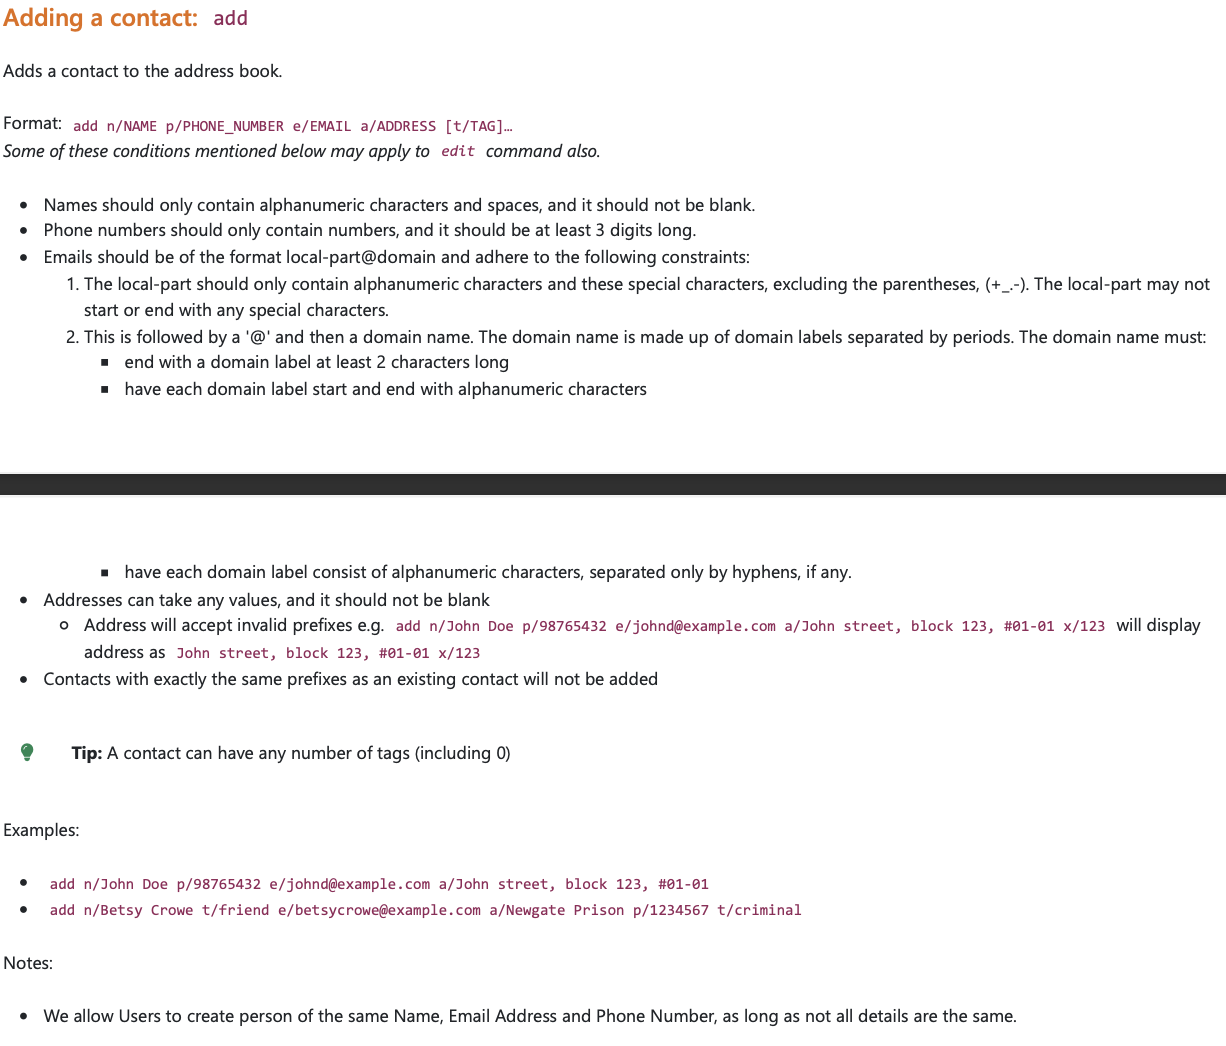 Adding a contact: add
Adds a contact to the address book.
Format: add n/NAME p/PHONE_NUMBER e/EMAIL a/ADDRESS [t/TAG]…
Some of these conditions mentioned below may apply to edit command also.
• Names should only contain alphanumeric characters and spaces, and it should not be blank.
• Phone numbers should only contain numbers, and it should be at least 3 digits long.
• Emails should be of the format local-part@domain and adhere to the following constraints:
1. The local-part should only contain alphanumeric characters and these special characters, excluding the parentheses, (+_.-). The local-part may not
start or end with any special characters.
2. This is followed by a '@' and then a domain name. The domain name is made up of domain labels separated by periods. The domain name must:
▪ end with a domain label at least 2 characters long
▪ have each domain label start and end with alphanumeric characters
▪ have each domain label consist of alphanumeric characters, separated only by hyphens, if any.
• Addresses can take any values, and it should not be blank
○ Address will accept invalid prefixes e.g. add n/John Doe p/98765432 e/johnd@example.com a/John street, block 123, #01-01 x/123 will display
address as John street, block 123, #01-01 x/123
• Contacts with exactly the same prefixes as an existing contact will not be added
Tip: A contact can have any number of tags (including 0)
Examples:
• add n/John Doe p/98765432 e/johnd@example.com a/John street, block 123, #01-01
• add n/Betsy Crowe t/friend e/betsycrowe@example.com a/Newgate Prison p/1234567 t/criminal
Notes:
• We allow Users to create person of the same Name, Email Address and Phone Number, as long as not all details are the same.